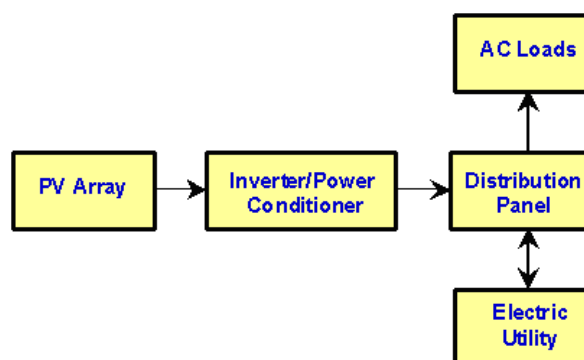 AC Loads
PV Array
Inverter/Power
Conditioner
Distribution
Panel
Electric
Utility